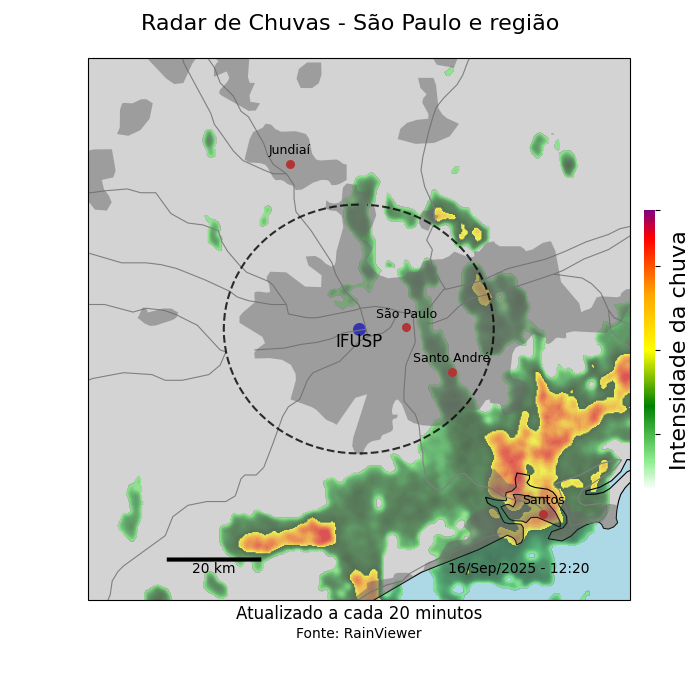 Radar de Chuvas - São Paulo e região
Jundiaí
São Paulo
IFUSP
Santo André
Santos
20 km
16/Sep/2025 - 12:20
Intensidade da chuva
Atualizado a cada 20 minutos
Fonte: RainViewer